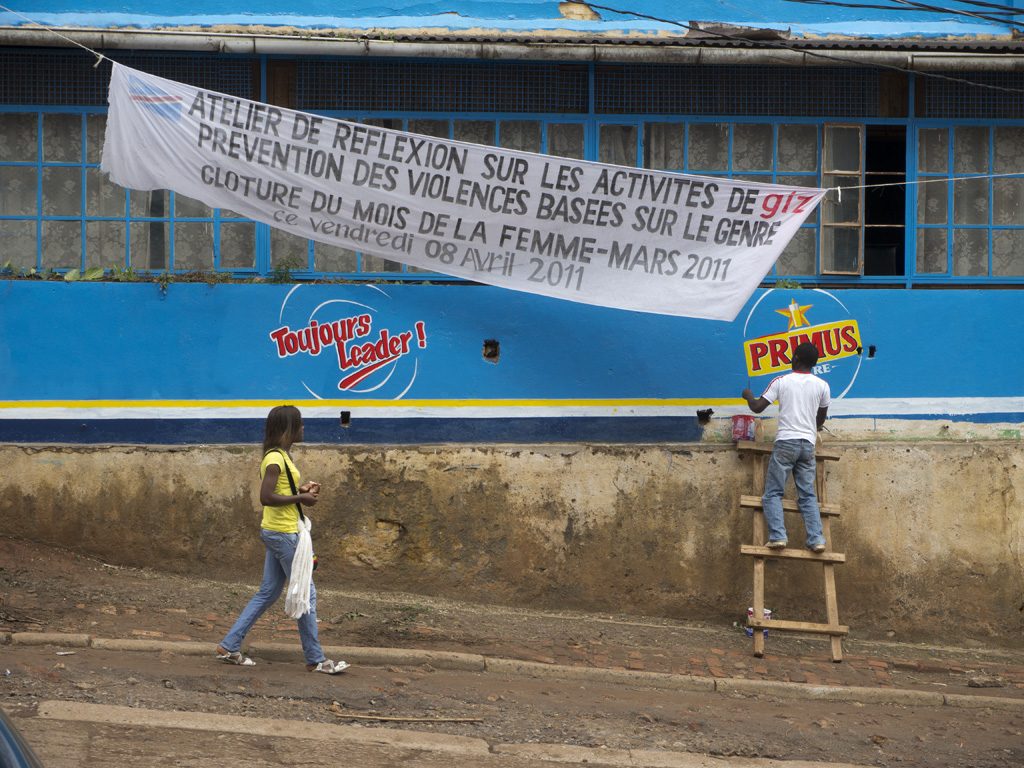 ATELIER DE REFLEXION SUR LES ACTIVITES DE giz
PREVENTION DES VIOLENCES BASEES SUR LE GENRE
CLOTURE DU MOIS DE LA FEMME-MARS 2011
ce vendredi 08 Avril 2011
Toujours
Leader !
PRIMUS